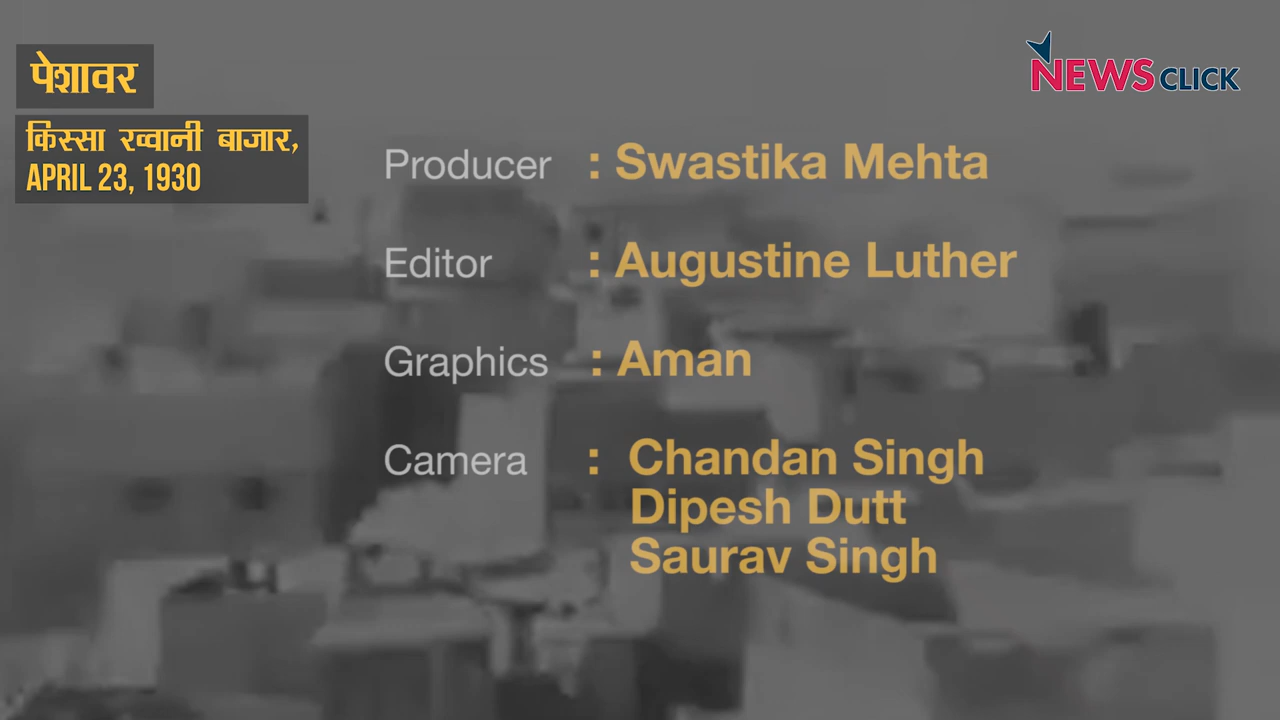 पेशावर
किस्सा ख्वानी बाजार,
APRIL 23, 1930
NEWSCLICK
Producer : Swastika Mehta
Editor : Augustine Luther
Graphics : Aman
Camera : Chandan Singh
Dipesh Dutt
Saurav Singh